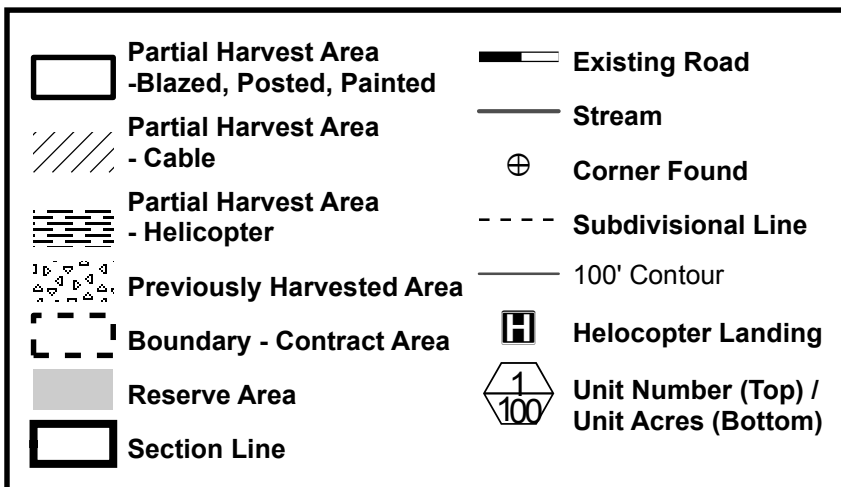 Partial Harvest Area
-Blazed, Posted, Painted
Partial Harvest Area
- Cable
Partial Harvest Area
- Helicopter
Previously Harvested Area
Boundary - Contract Area
Reserve Area
Section Line
Existing Road
Stream
Corner Found
Subdivisional Line
100' Contour
H
Helocopter Landing
1
100
Unit Number (Top) /
Unit Acres (Bottom)